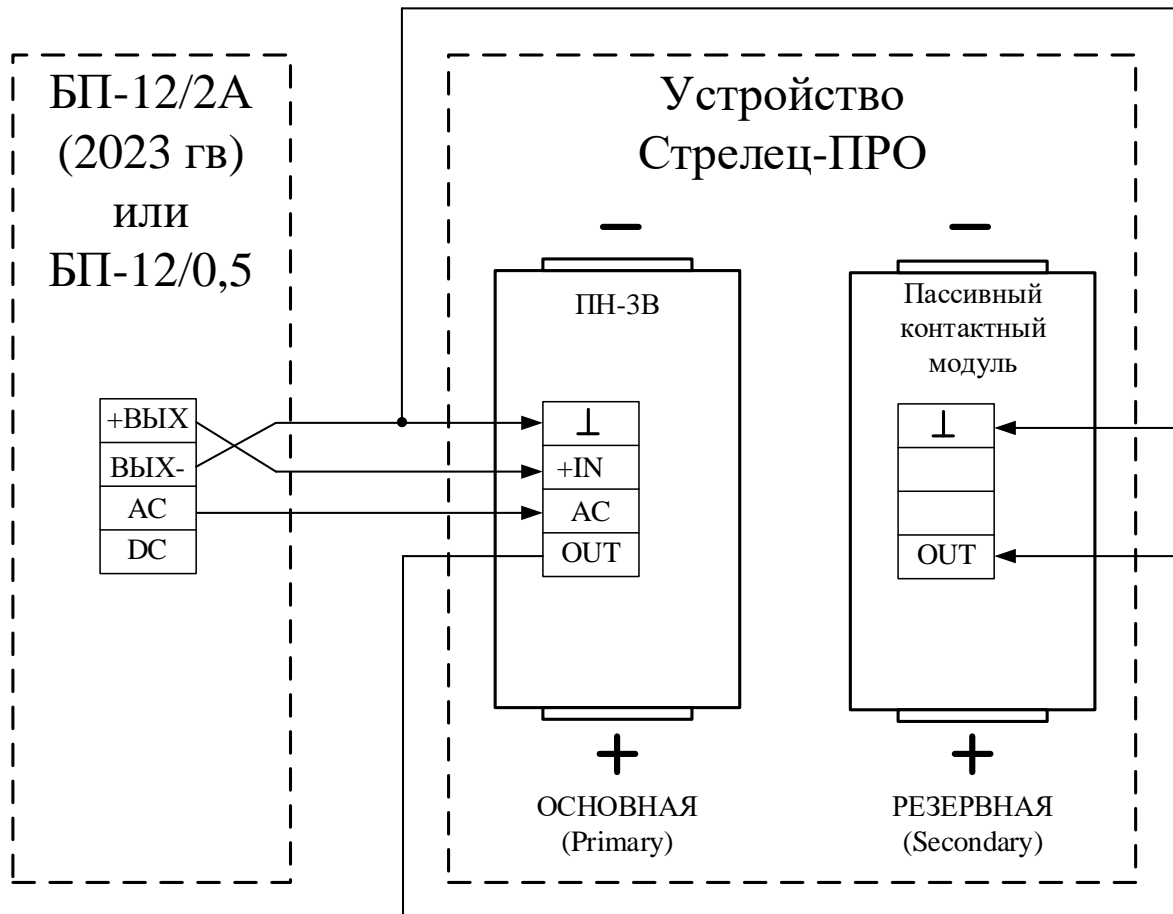 БП-12/2А
(2023 гв)
или
БП-12/0,5
Устройство
Стрелец-ПРО
ПН-3В
Пассивный
контактный
модуль
+ВЫХ
ВЫХ-
АС
DC
⊥
+IN
AC
OUT
⊥
OUT
ОСНОВНАЯ
(Primary)
РЕЗЕРВНАЯ
(Secondary)